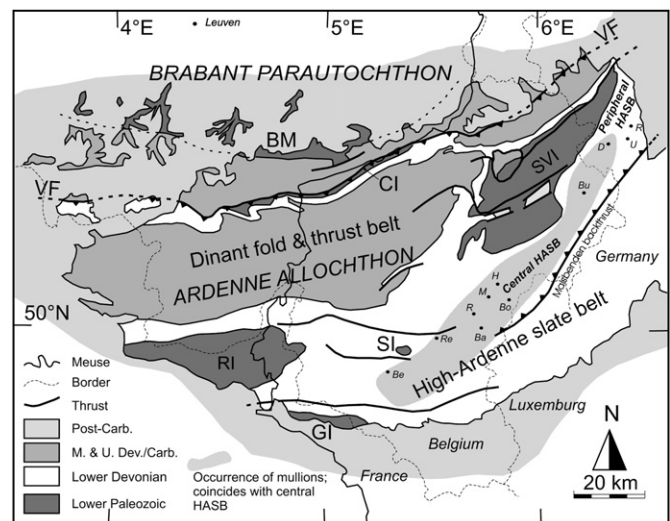 4°E
5°E
6°E
Leuven
VF
BRABANT PARAUTOCHTHON
Peripheral
HASB
R
U
D
BM
SVI
VF
CI
Bu
Dinant fold & thrust belt
ARDENNE ALLOCHTHON
Central HASB
Malsbenden backthrust
Germany
H
M
R
Bo
Ba
50°N
Re
SI
High-Ardenne slate belt
RI
Be
Meuse
Border
Thrust
Post-Carb.
M. & U. Dev./Carb.
Lower Devonian
Lower Paleozoic
Occurrence of mullions;
coincides with central
HASB
GI
Luxemburg
Belgium
France
N
20 km